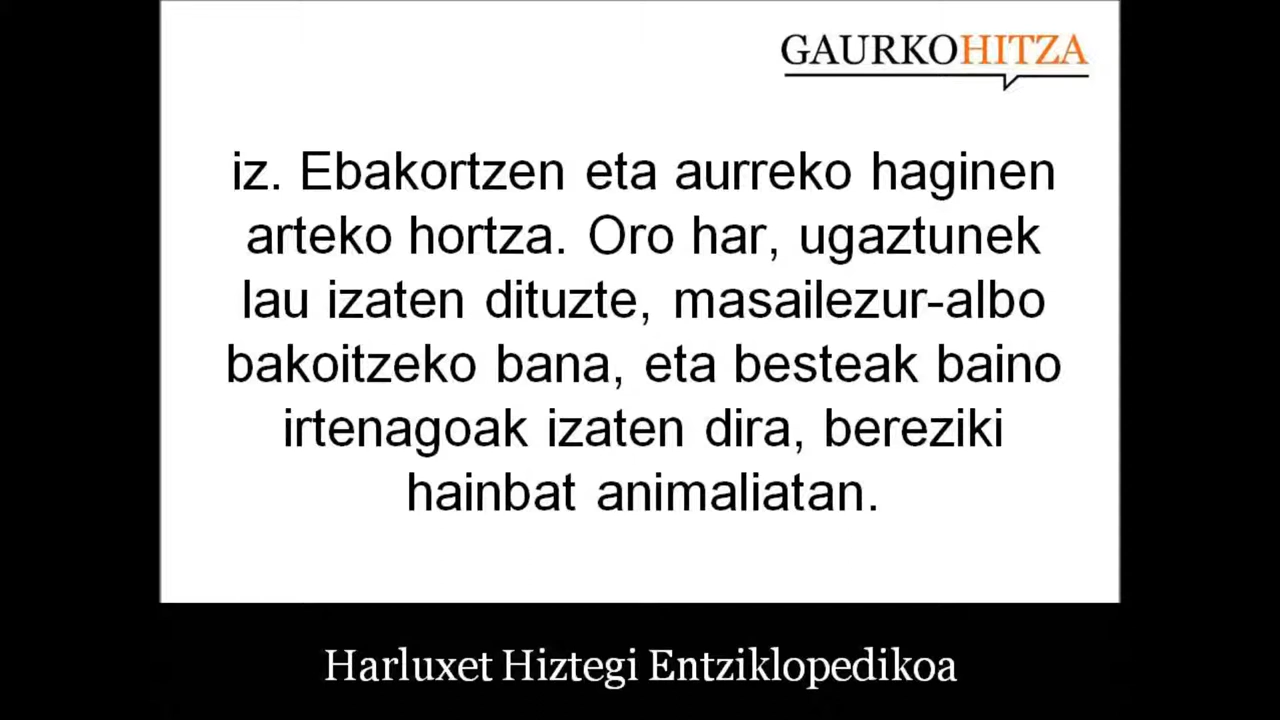 GAURKOHITZA
iz. Ebakortzen eta aurreko haginen
arteko hortza. Oro har, ugaztunek
lau izaten dituzte, masailezur-albo
bakoitzeko bana, eta besteak baino
irtenagoak izaten dira, bereziki
hainbat animaliatan.
Harluxet Hiztegi Entziklopedikoa